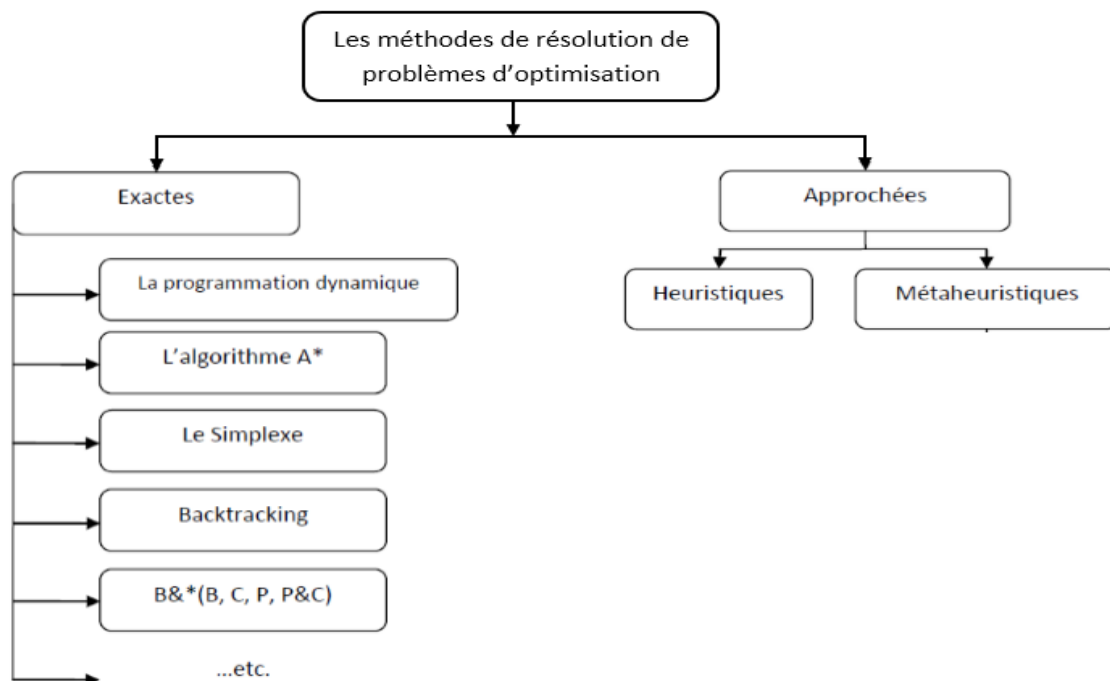 Les méthodes de résolution de
problèmes d’optimisation
Exactes
La programmation dynamique
L’algorithme A*
Le Simplexe
Backtracking
B&*(B, C, P, P&C)
...etc.
Approchées
Heuristiques
Métaheuristiques